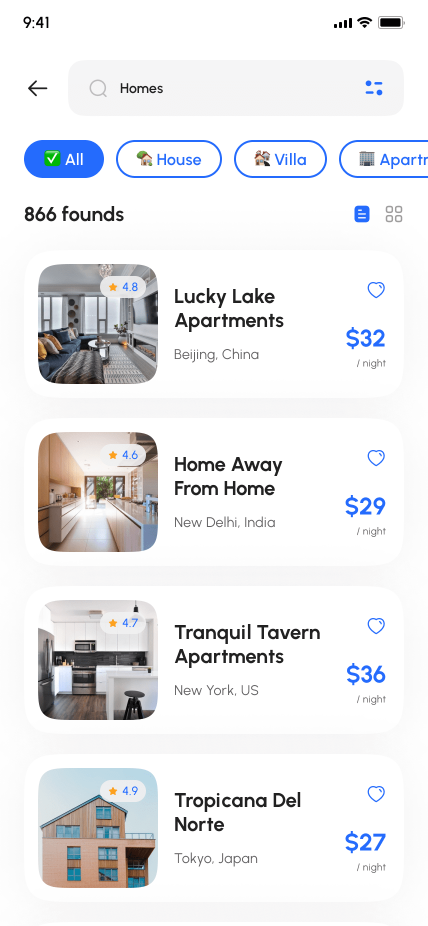 9:41
Homes
All
House
Villa
Apartr
866 founds
4.8
Lucky Lake
Apartments
Beijing, China
$32
/ night
4.6
Home Away
From Home
New Delhi, India
$29
/ night
4.7
Tranquil Tavern
Apartments
New York, US
$36
/ night
4.9
Tropicana Del
Norte
Tokyo, Japan
$27
/ night